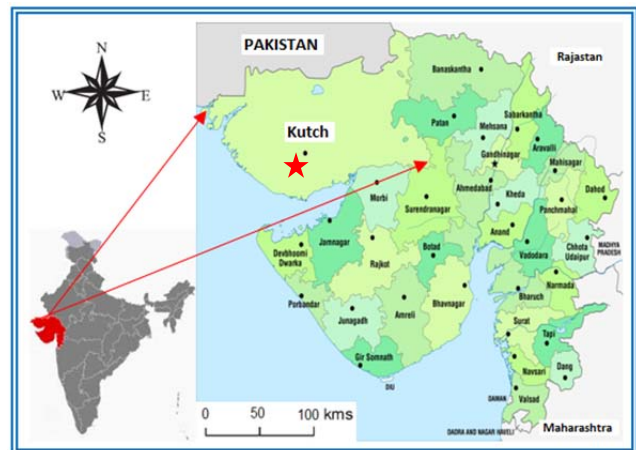 N
W E
S
PAKISTAN
Rajastan
Banaskantha
Kutch
Patan
Mehsana
Sabarkantha
Aravalli
Gandhinagar
Mahisagar
Morbi
Surendranagar
Ahmedabad
Kheda
Panchmahal
Dahod
Jamnagar
Devbhoomi
Dwarka
Rajkot
Botad
Anand
Vadodara
Chhota
Udaipur
MADHYA
PRADESH
Porbandar
Junagadh
Amreli
Bhavnagar
Bharuch
Narmada
Surat
Tapi
Gir Somnath
DIU
Navsari
Dang
DAMAN
Valsad
DADRA AND NAGAR HAVELI
Maharashtra
0 50 100 kms